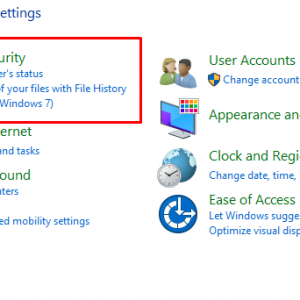 ettings
urity
er's status
of your files with File History
Windows 7)
ernet
and tasks
ound
ters
ed mobility settings
User Accounts
Change account
Appearance and
Clock and Regi
Change date, time,
Ease of Access
Let Windows sugge
Optimize visual disp